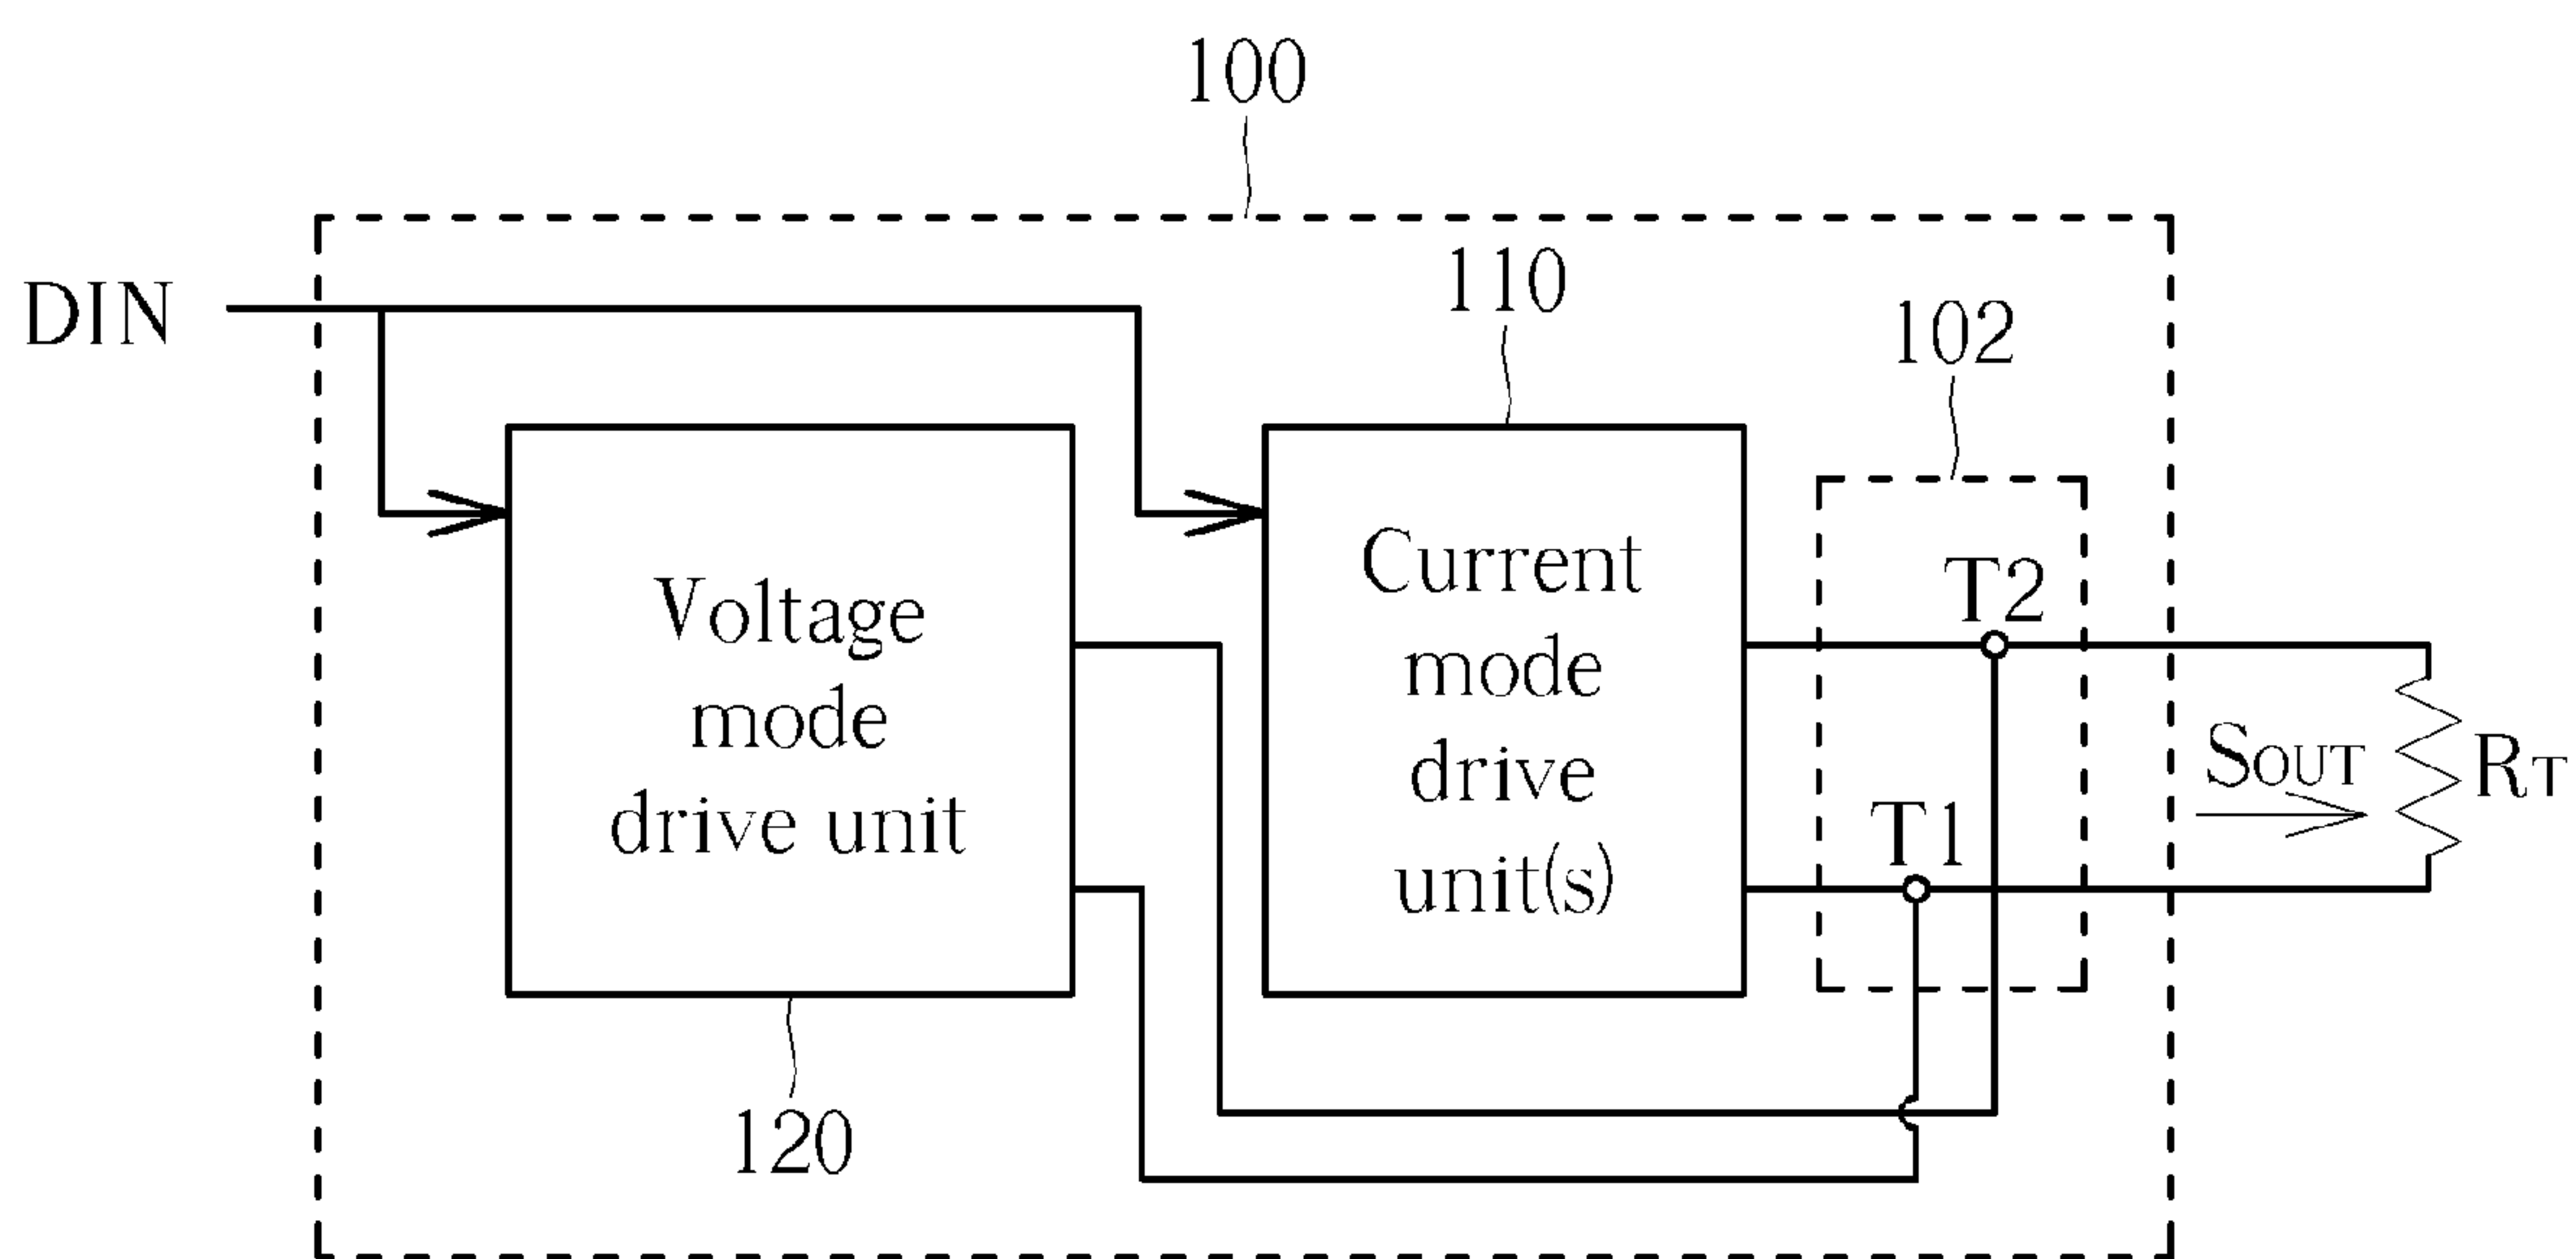 100
DIN
110
102
Voltage
mode
drive unit
Current
mode
drive
unit(s)
T2
T1
SOUT
RT
120